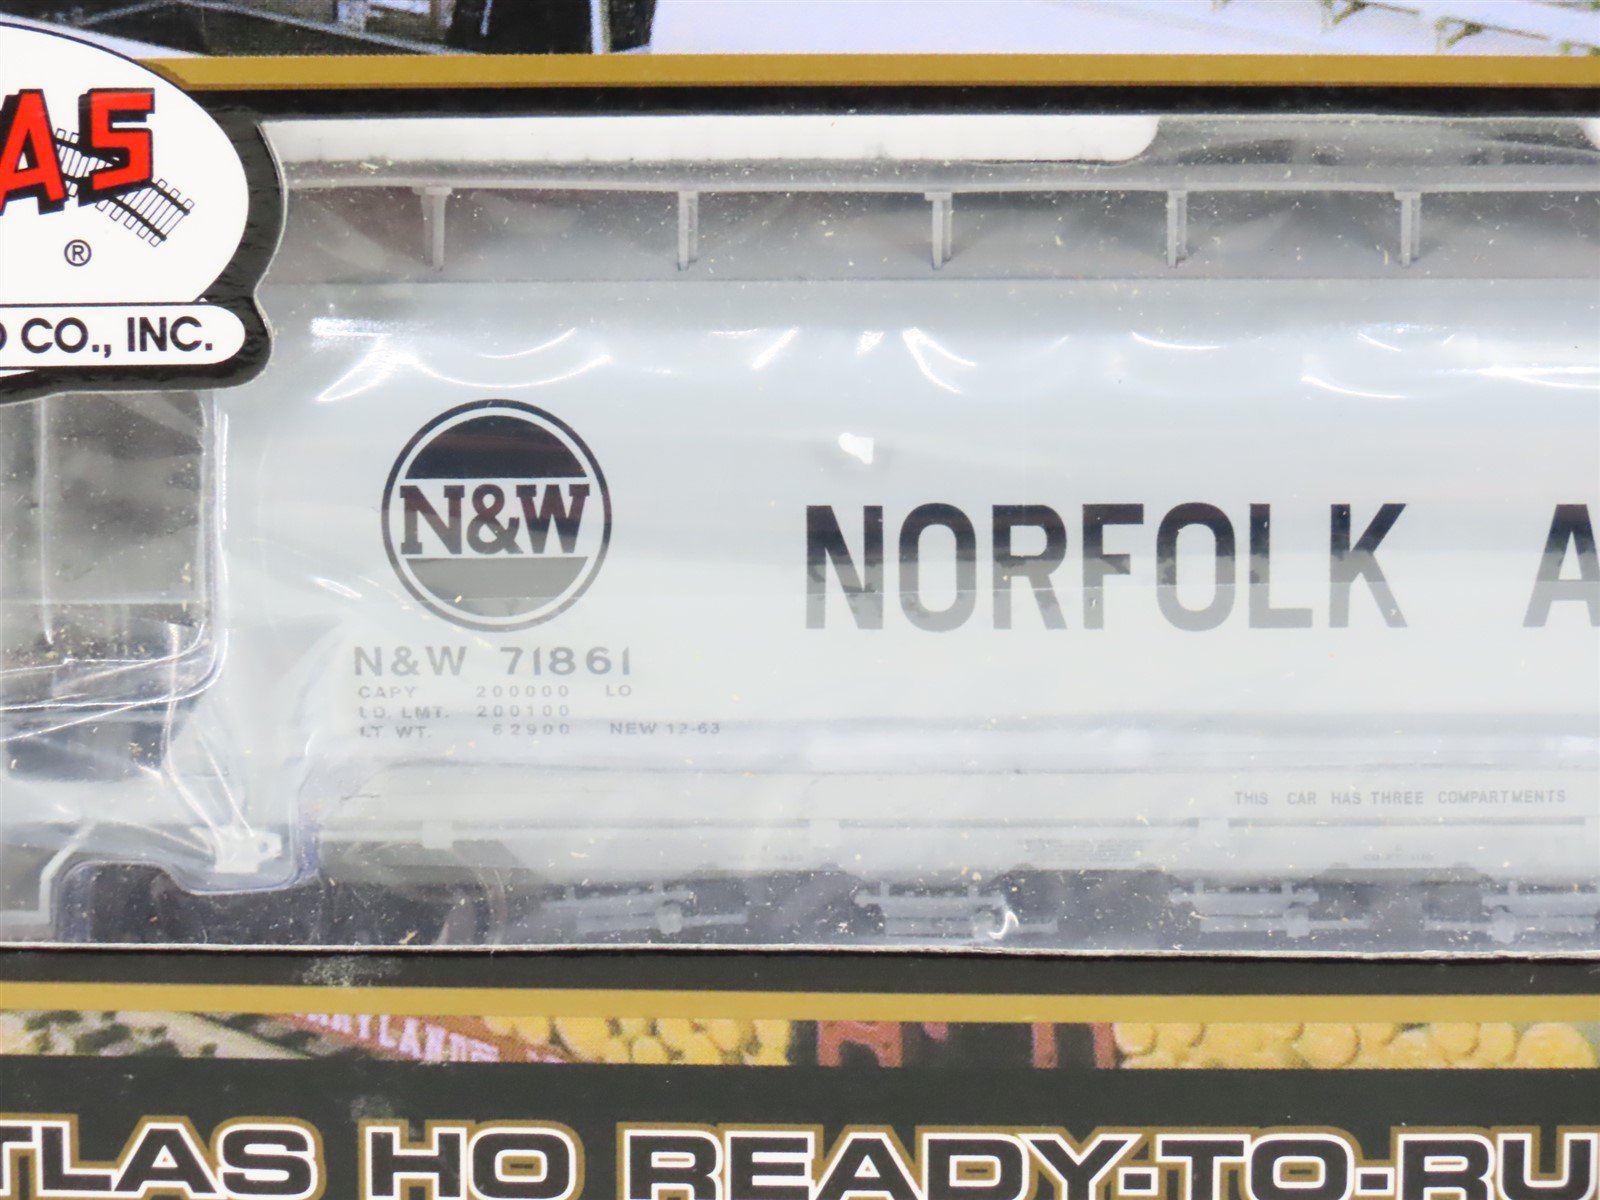 AS
®
CO., INC.
N&W
NORFOLK A
N&W 71861
CAPY 200000 LD
LD. LMT. 200100
LT WT. 62900 NEW 12-63
THIS CAR HAS THREE COMPARTMENTS
TLAS HO READY-TO-RU